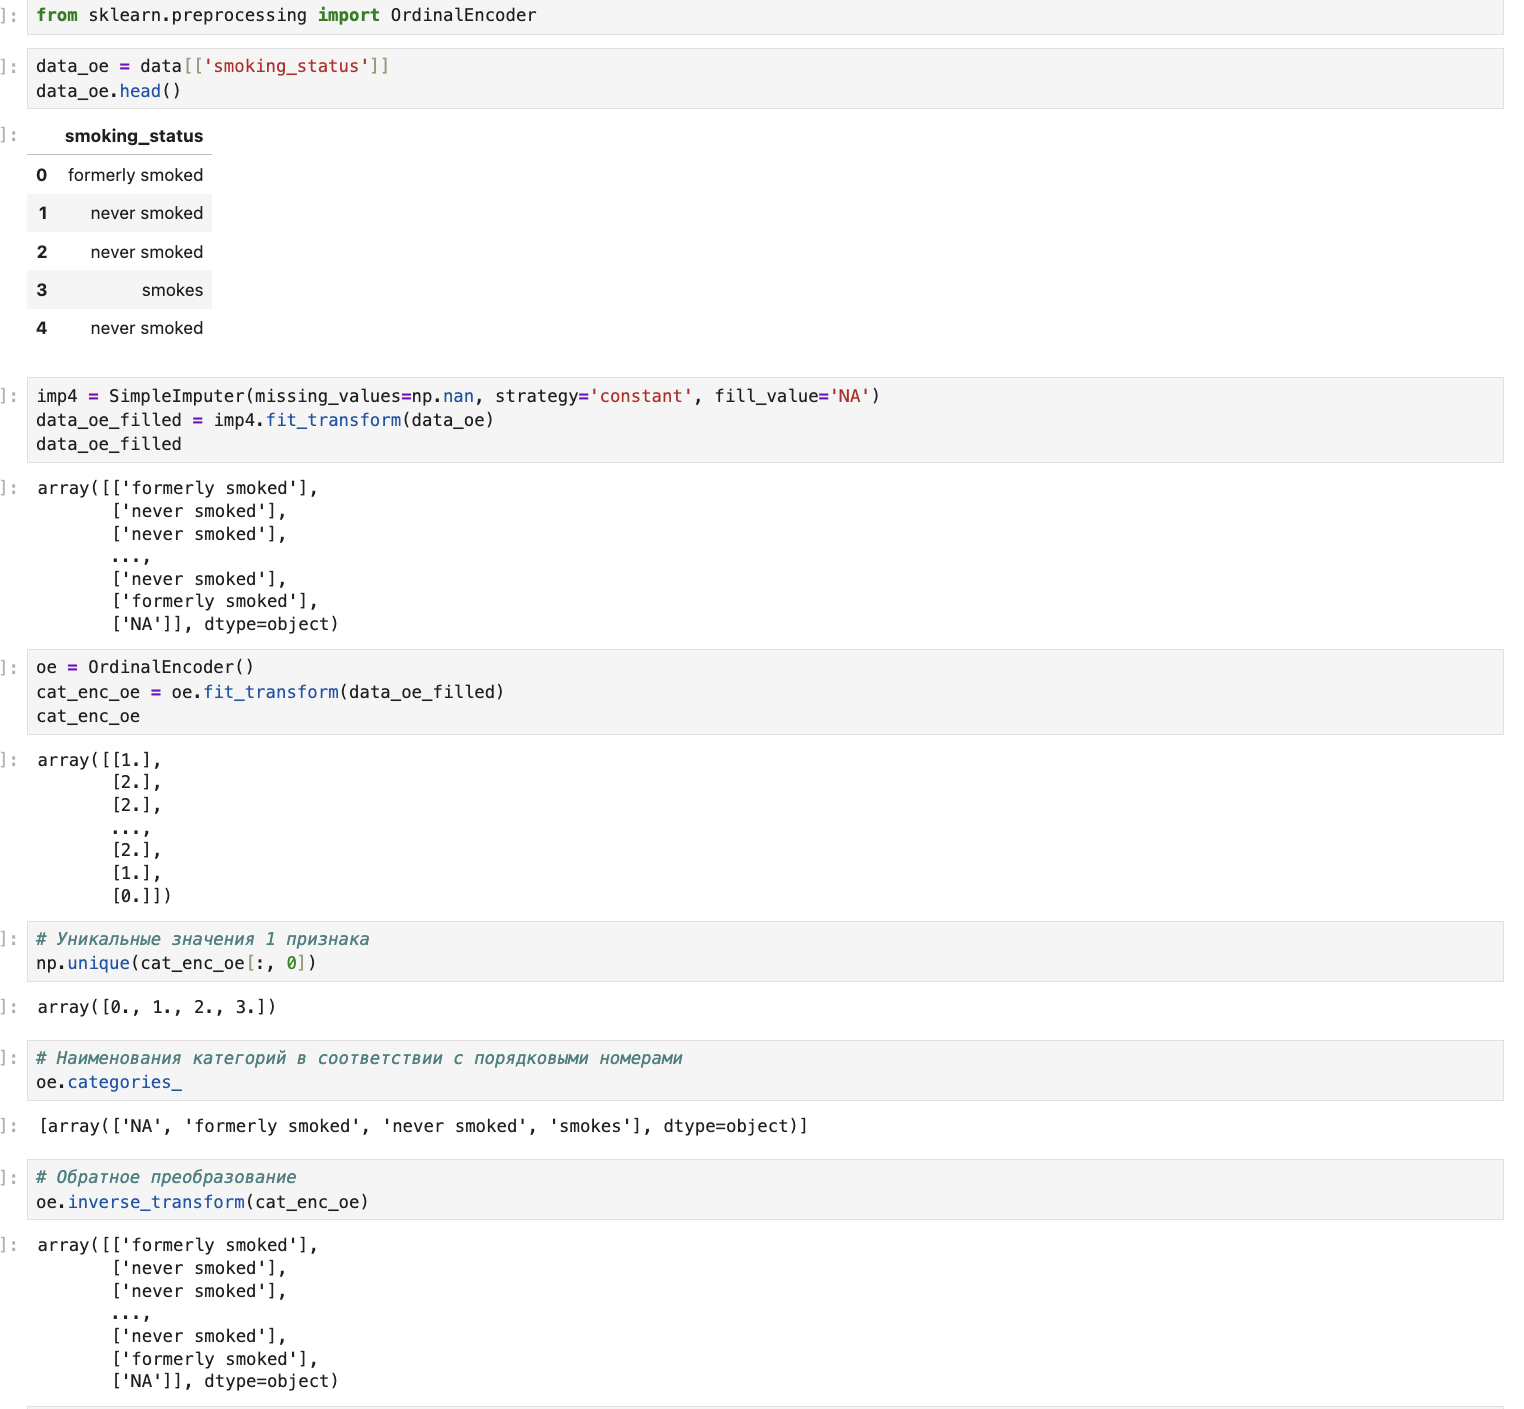 ]: from sklearn.preprocessing import OrdinalEncoder
]: data_oe = data[['smoking_status']]
data_oe.head()
]: smoking_status
0 formerly smoked
1 never smoked
2 never smoked
3 smokes
4 never smoked
]: imp4 = SimpleImputer(missing_values=np.nan, strategy='constant', fill_value='NA')
data_oe_filled = imp4.fit_transform(data_oe)
data_oe_filled
]: array([['formerly smoked'],
['never smoked'],
['never smoked'],
...,
['never smoked'],
['formerly smoked'],
['NA']], dtype=object)
]: oe = OrdinalEncoder()
cat_enc_oe = oe.fit_transform(data_oe_filled)
cat_enc_oe
]: array([[1.],
[2.],
[2.],
...,
[2.],
[1.],
[0.]])
]: # Уникальные значения 1 признака
np.unique(cat_enc_oe[:, 0])
]: array([0., 1., 2., 3.])
]: # Наименования категорий в соответствии с порядковыми номерами
oe.categories_
]: [array(['NA', 'formerly smoked', 'never smoked', 'smokes'], dtype=object)]
]: # Обратное преобразование
oe.inverse_transform(cat_enc_oe)
]: array([['formerly smoked'],
['never smoked'],
['never smoked'],
...,
['never smoked'],
['formerly smoked'],
['NA']], dtype=object)